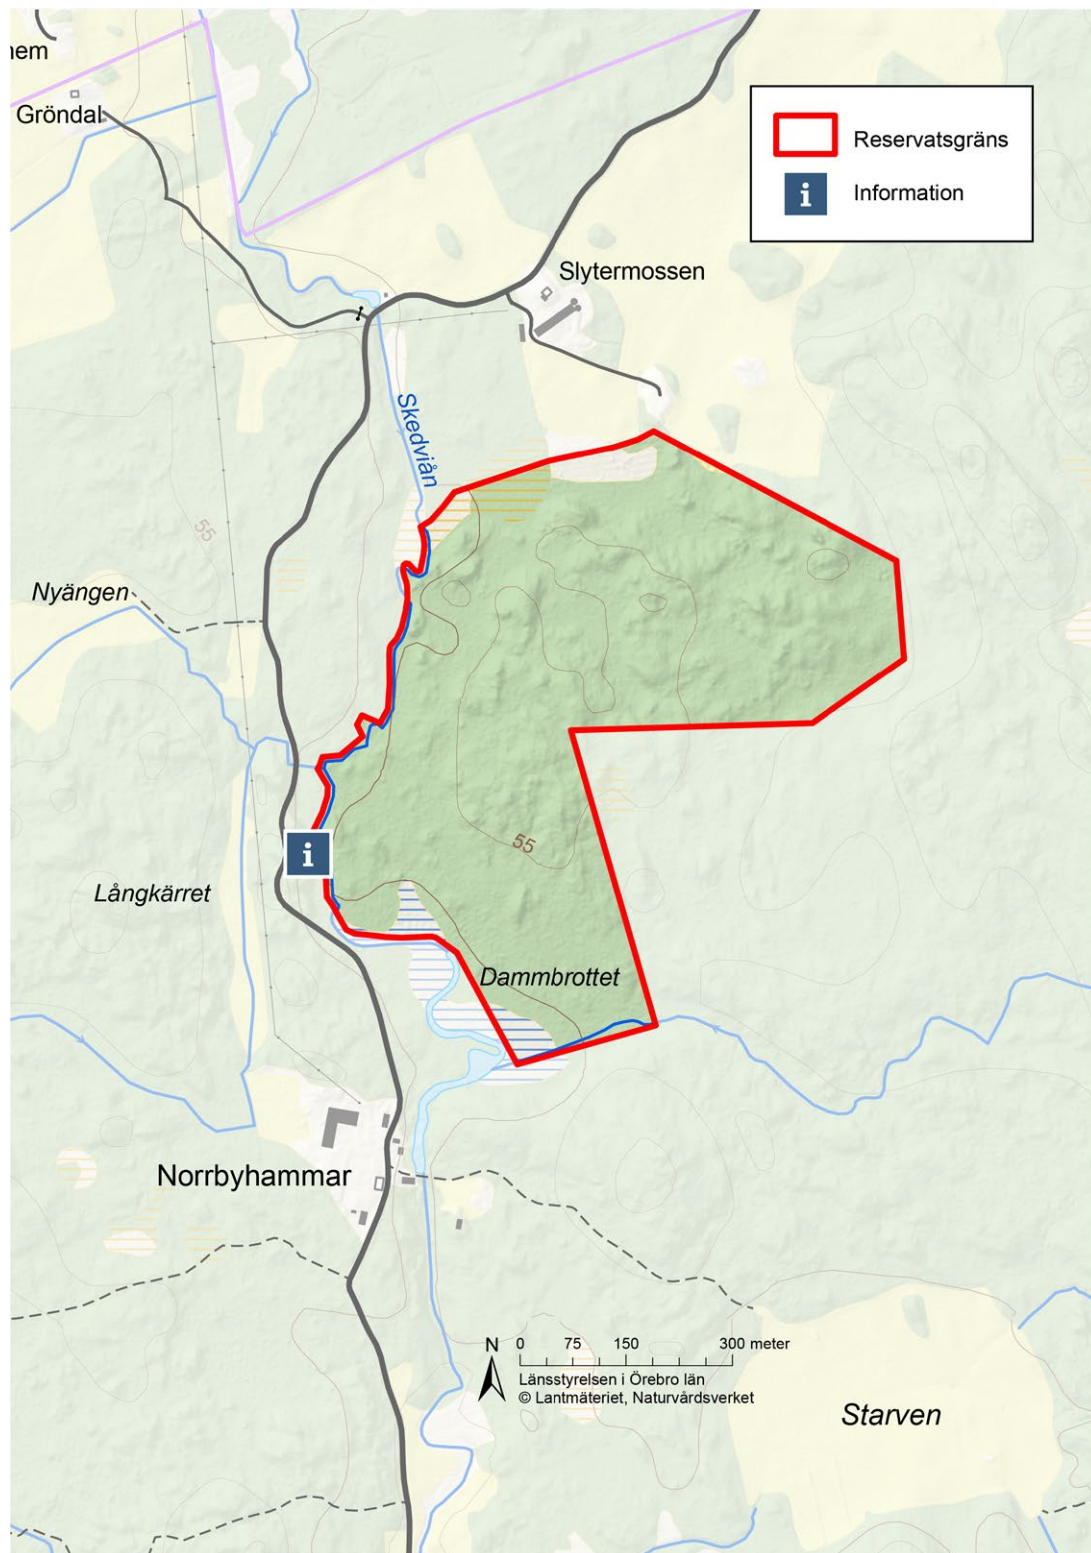 nem
Gröndal
Reservatsgräns
i
Information
Slytermossen
Skedviån
55
Nyängen
i
55
Långkärret
Dammbrottet
Norrbyhammar
N 0 75 150 300 meter
Länsstyrelsen i Örebro län
© Lantmäteriet, Naturvårdsverket
Starven